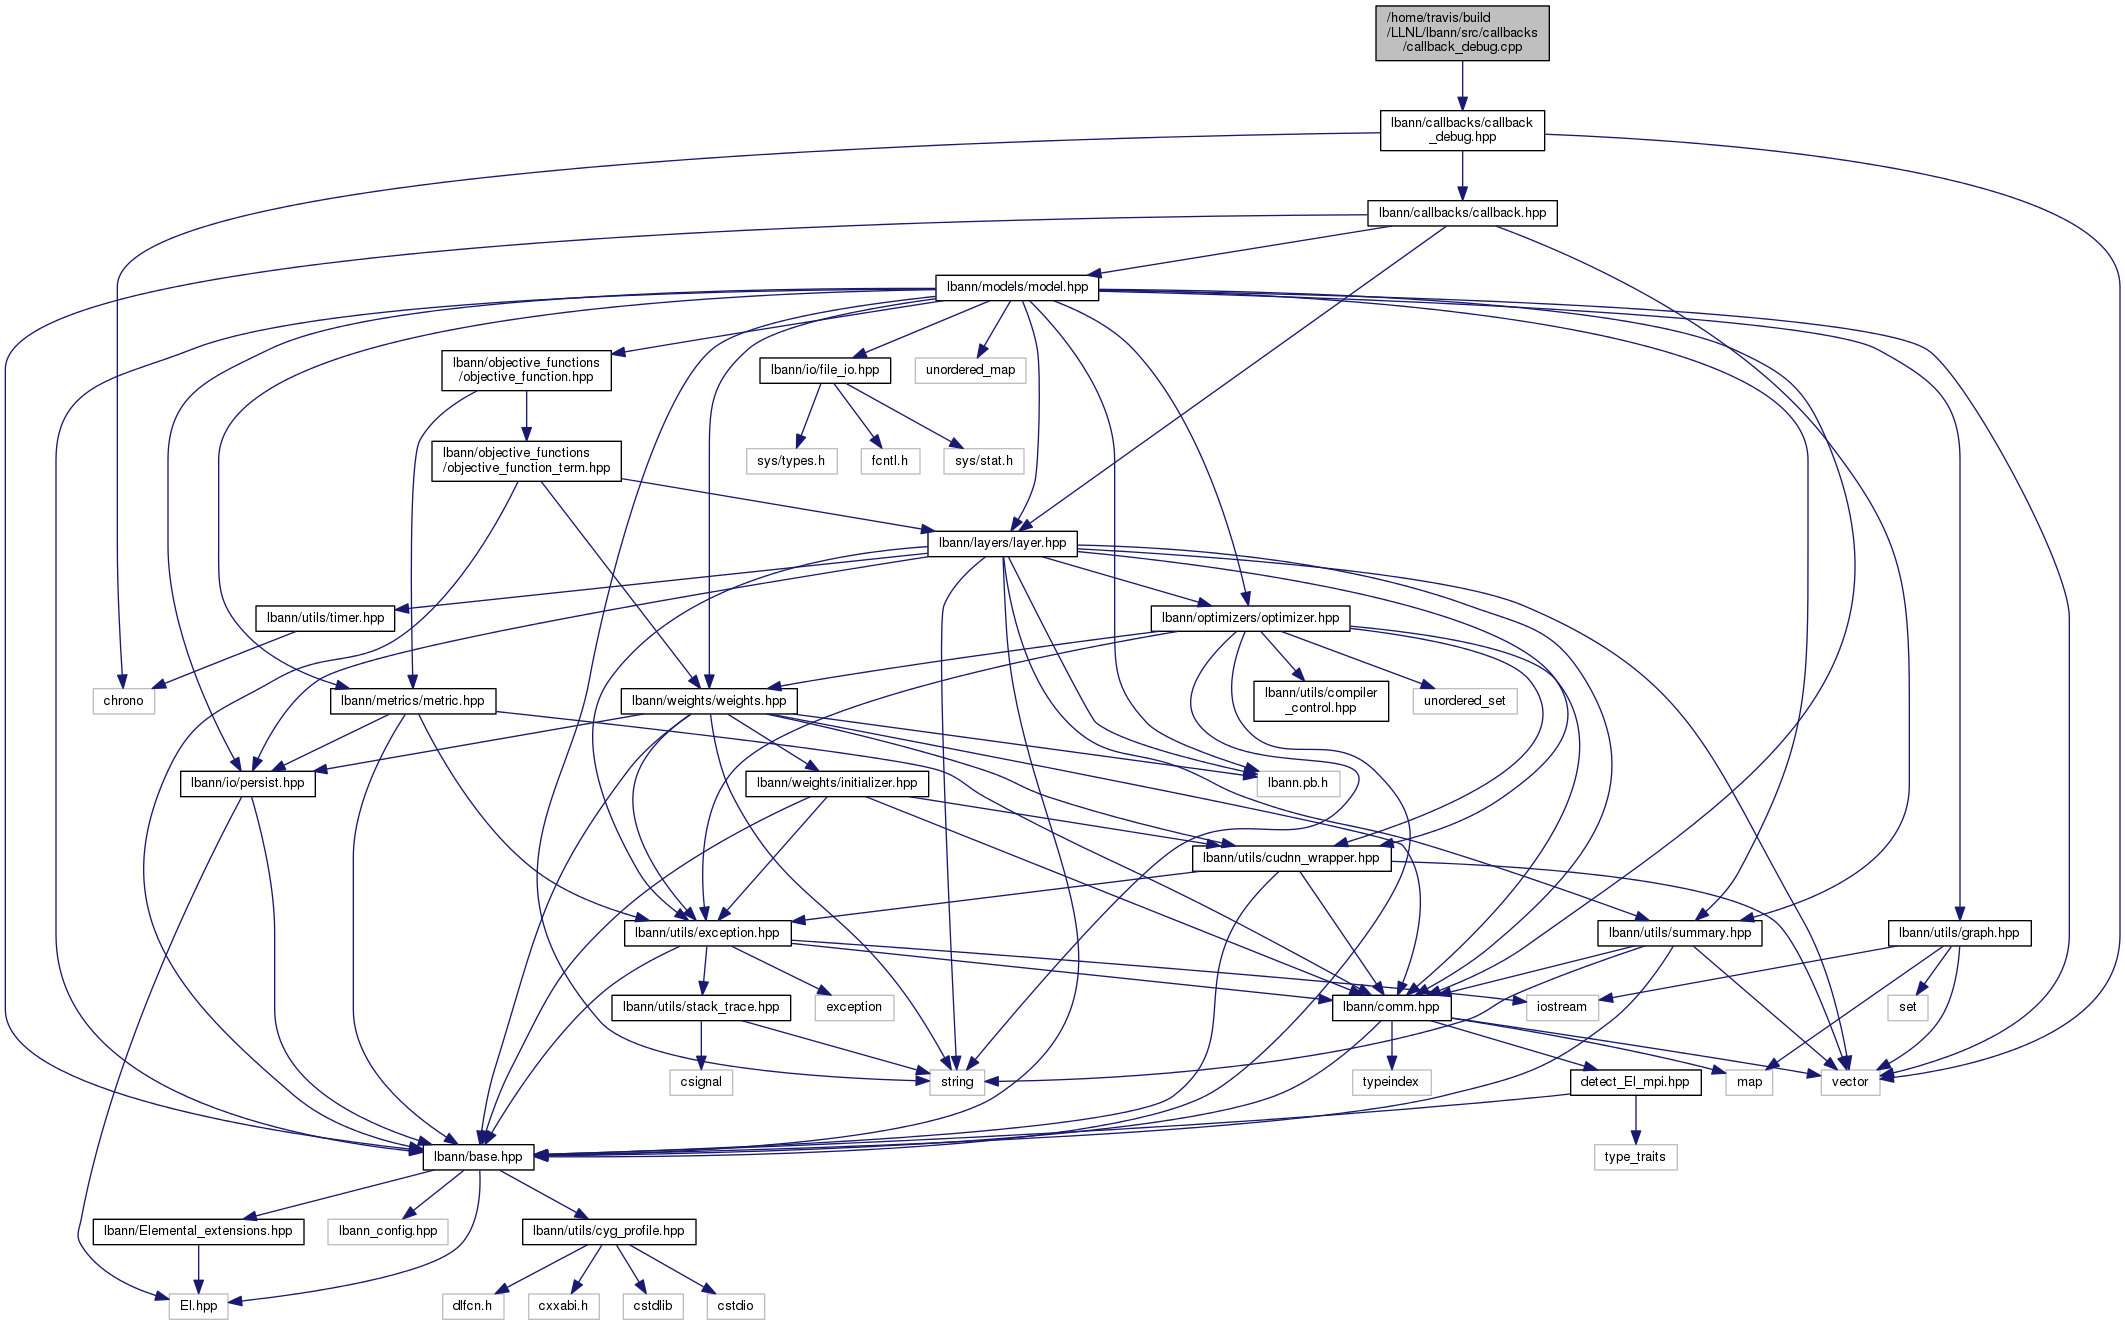 /home/travis/build
/LLNL/lbann/src/callbacks
/callback_debug.cpp
lbann/callbacks/callback
_debug.hpp
lbann/callbacks/callback.hpp
lbann/models/model.hpp
lbann/objective_functions
/objective_function.hpp
lbann/io/file_io.hpp
unordered_map
lbann/objective_functions
/objective_function_term.hpp
sys/types.h
fcntl.h
sys/stat.h
lbann/layers/layer.hpp
lbann/utils/timer.hpp
lbann/optimizers/optimizer.hpp
chrono
lbann/metrics/metric.hpp
lbann/weights/weights.hpp
lbann/utils/compiler
_control.hpp
unordered_set
lbann/io/persist.hpp
lbann/weights/initializer.hpp
lbann.pb.h
lbann/utils/cudnn_wrapper.hpp
lbann/utils/exception.hpp
lbann/utils/summary.hpp
lbann/utils/graph.hpp
lbann/utils/stack_trace.hpp
exception
lbann/comm.hpp
iostream
set
csignal
string
typeindex
detect_El_mpi.hpp
map
vector
lbann/base.hpp
type_traits
lbann/Elemental_extensions.hpp
lbann_config.hpp
lbann/utils/cyg_profile.hpp
El.hpp
dlfcn.h
cxxabi.h
cstdlib
cstdio